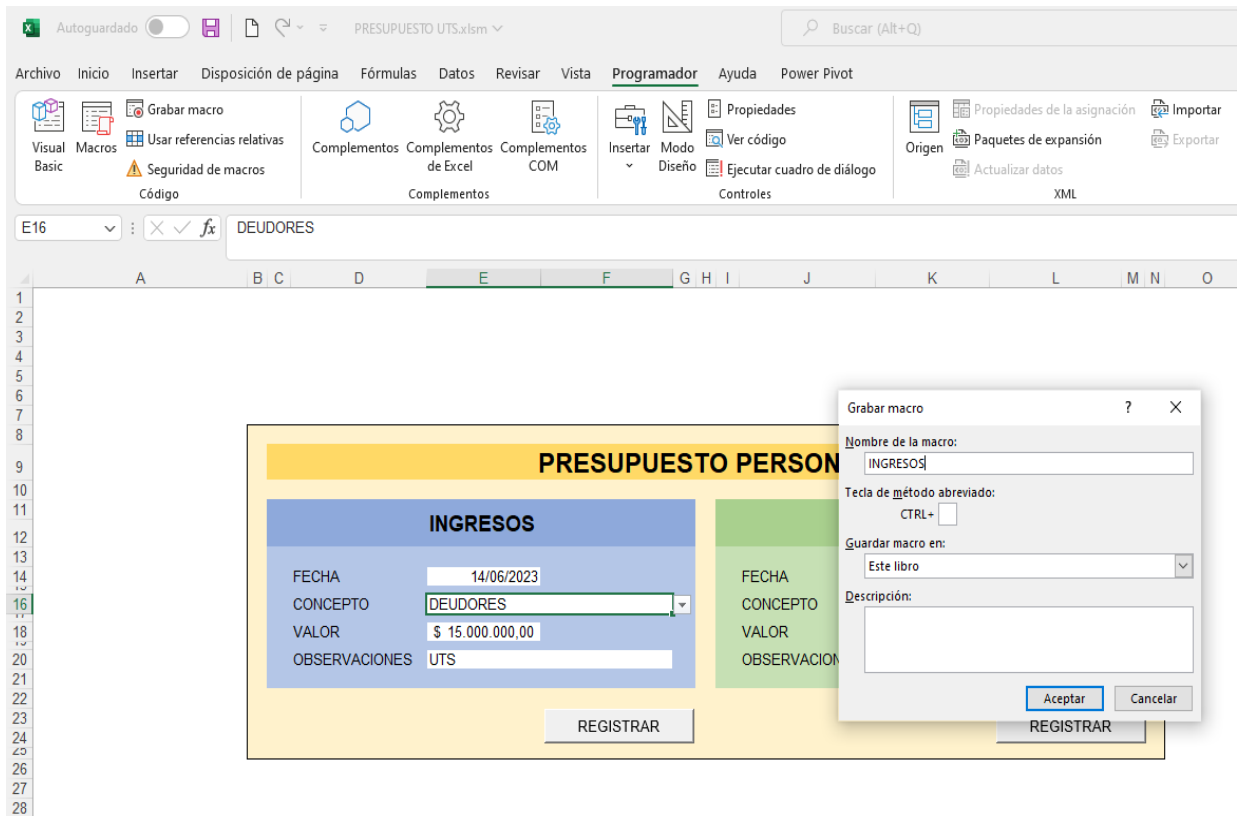 Autoguardado PRESUPUESTO UTS.xlsm Buscar (Alt+Q)
Archivo Inicio Insertar Disposición de página Fórmulas Datos Revisar Vista Programador Ayuda Power Pivot
Visual Basic
Macros
Grabar macro
Usar referencias relativas
Seguridad de macros
Código
Complementos
Complementos de Excel
Complementos COM
Complementos
Insertar
Modo Diseño
Propiedades
Ver código
Ejecutar cuadro de diálogo
Controles
Origen
Propiedades de la asignación
Paquetes de expansión
Actualizar datos
Importar
Exportar
XML
E16 fx DEUDORES
A B C D E F G H I J K L M N O
1
2
3
4
5
6
7
8
9
10
11
12
13
14
15
16
17
18
19
20
21
22
23
24
25
26
27
28
PRESUPUESTO PERSON
INGRESOS
FECHA 14/06/2023
CONCEPTO DEUDORES
VALOR $ 15.000.000,00
OBSERVACIONES UTS
REGISTRAR
FECHA
CONCEPTO
VALOR
OBSERVACION
REGISTRAR
Grabar macro ?
Nombre de la macro:
INGRESOS
Tecla de método abreviado:
CTRL+
Guardar macro en:
Este libro
Descripción:
Aceptar Cancelar